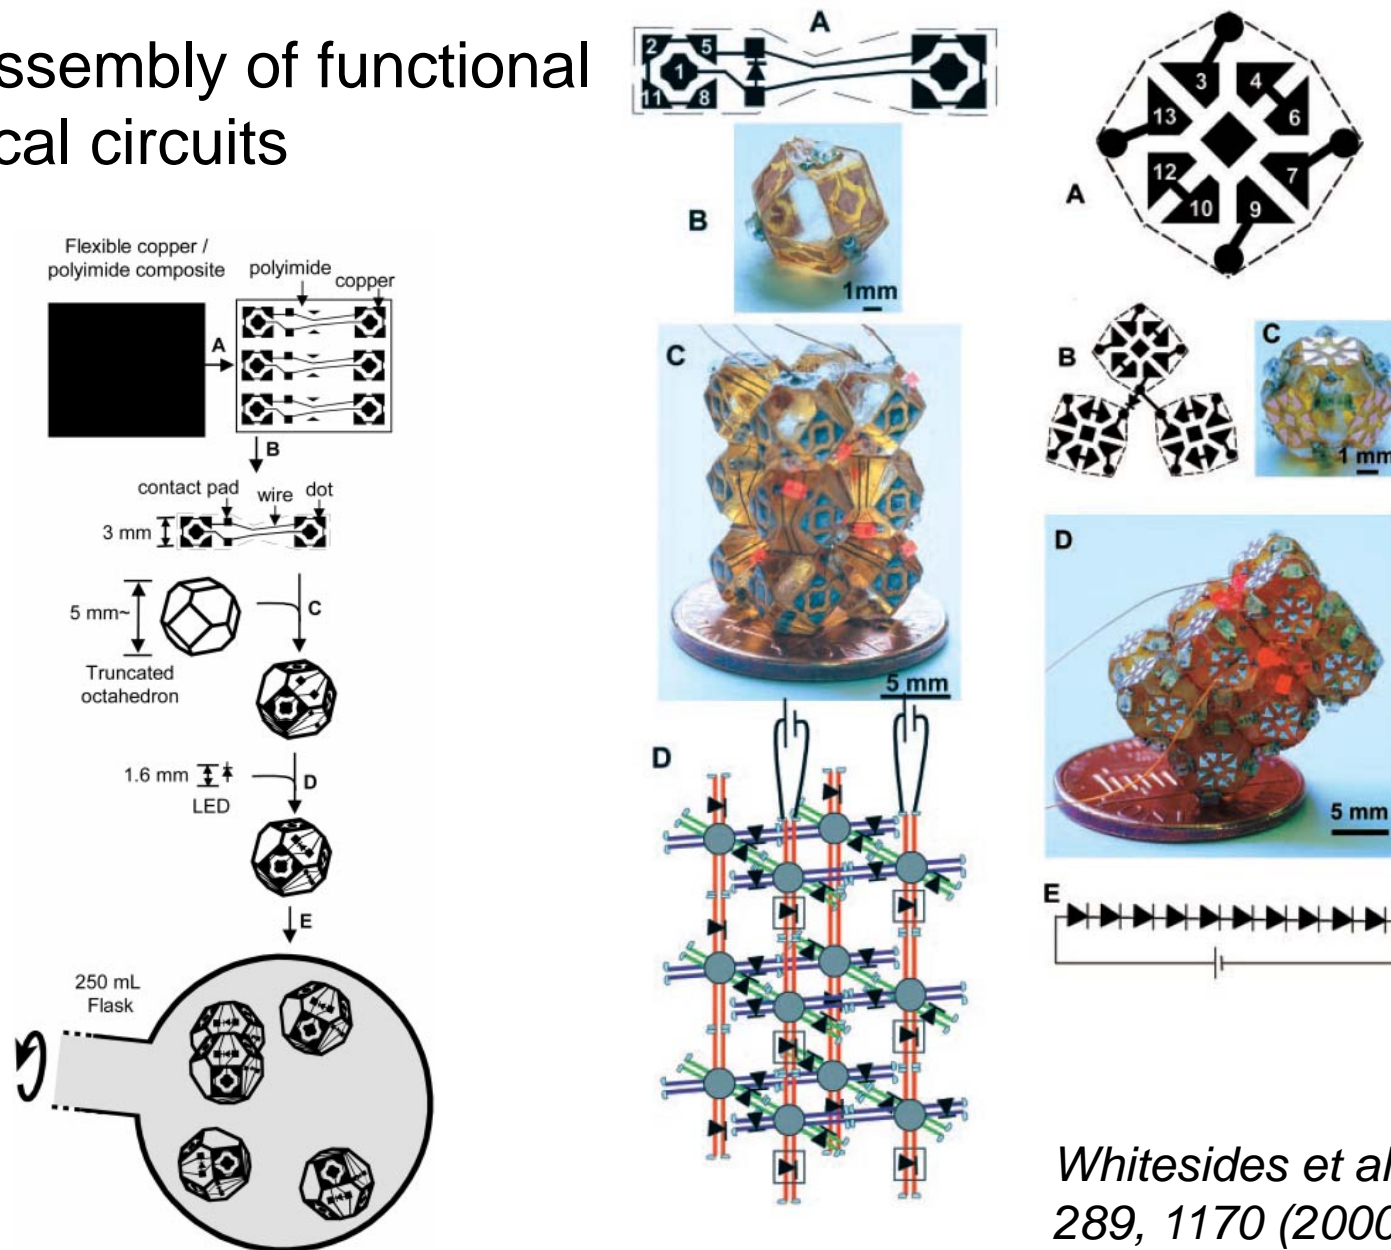 ssembly of functional
cal circuits
Flexible copper /
polyimide composite
polyimide
copper
A
B
contact pad
wire
dot
3 mm
5 mm~
C
Truncated
octahedron
1.6 mm
LED
D
E
250 mL
Flask
A
2 5
1
11 8
B
1mm
C
5 mm
D
A
3 4
13 6
12 7
10 9
B
C
1 mm
D
5 mm
E
Whitesides et al
289, 1170 (2000